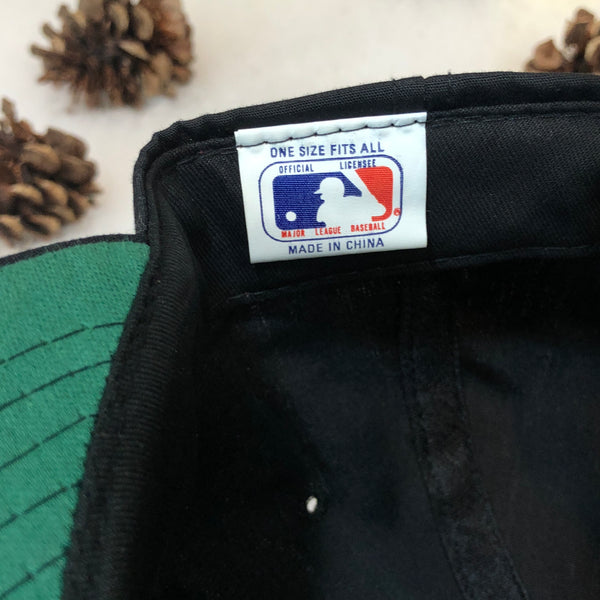 ONE SIZE FITS ALL
OFFICIAL LICENSEE
®
MAJOR LEAGUE BASEBALL
MADE IN CHINA